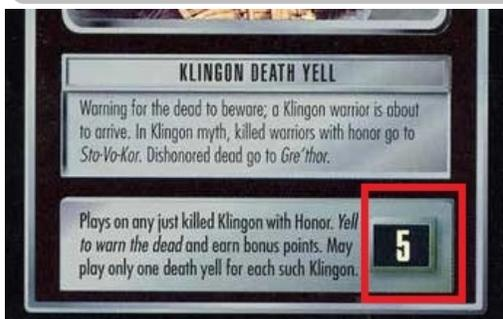 KLINGON DEATH YELL
Warning for the dead to beware; a Klingon warrior is about
to arrive. In Klingon myth, killed warriors with honor go to
Sto-Vo-Kor. Dishonored dead go to Gre'thor.
Plays on any just killed Klingon with Honor. Yell
to warn the dead and earn bonus points. May
play only one death yell for each such Klingon.
5